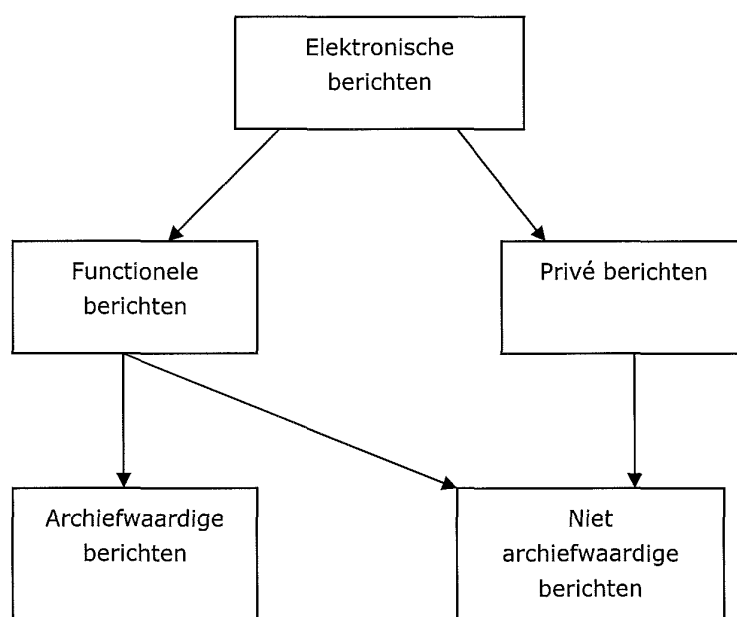 Elektronische
berichten
Functionele
berichten
Privé berichten
Archiefwaardige
berichten
Niet
archiefwaardige
berichten